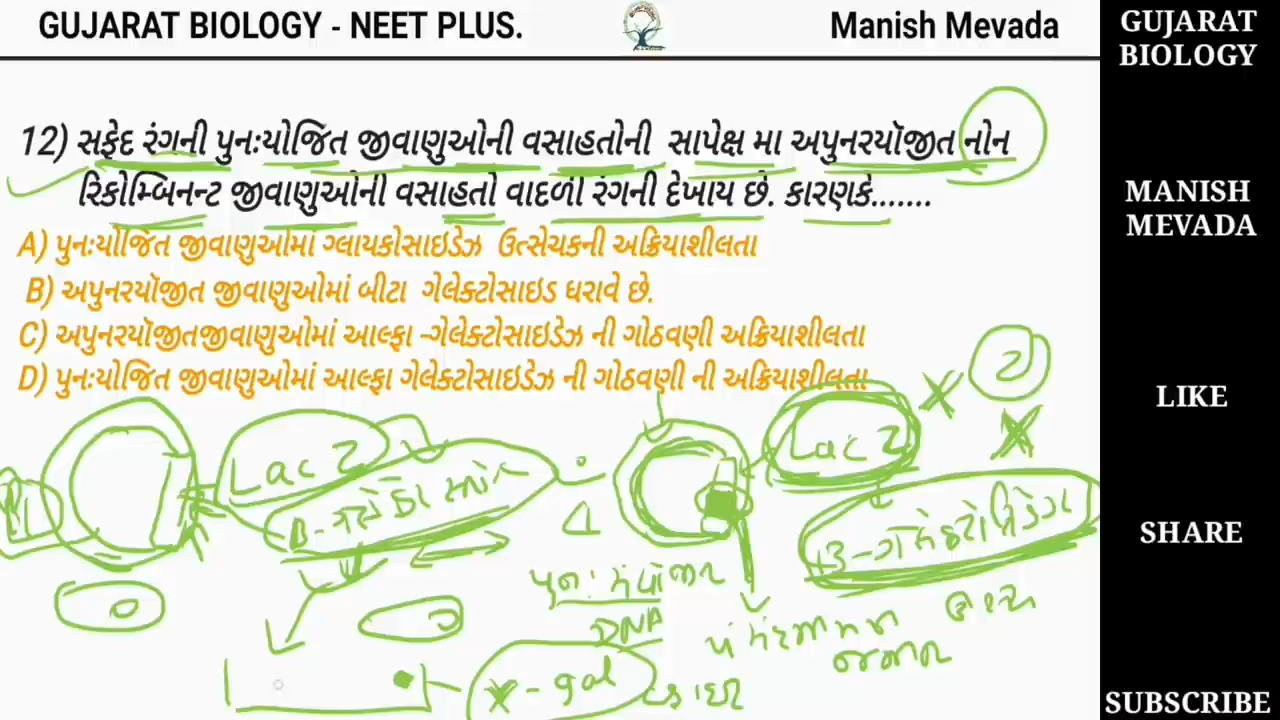 GUJARAT BIOLOGY - NEET PLUS.
Manish Mevada
12) સફેદ રંગની પુનઃયોજિત જીવાણુઓની વસાહતોની સાપેક્ષ મા અપુનરયૉજીત નોન
રિકોમ્બિનન્ટ જીવાણુઓની વસાહતો વાદળી રંગની દેખાય છે. કારણકે.......
A) પુનઃયોજિત જીવાણુઓમાં ગ્લાયકોસાઇડેઝ ઉત્સેચકની અક્રિયાશીલતા
B) અપુનરયૉજીત જીવાણુઓમાં બીટા ગેલેક્ટોસાઇડ ધરાવે છે.
C) અપુનરયૉજીતજીવાણુઓમાં આલ્ફા -ગેલેક્ટોસાઇડેઝ ની ગોઠવણી અક્રિયાશીલતા
D) પુનઃયોજિત જીવાણુઓમાં આલ્ફા ગેલેક્ટોસાઇડેઝ ની ગોઠવણી ની અક્રિયાશીલતા
Lac Z
Lac Z
DNA
x-gal
GUJARAT
BIOLOGY
MANISH
MEVADA
LIKE
SHARE
SUBSCRIBE